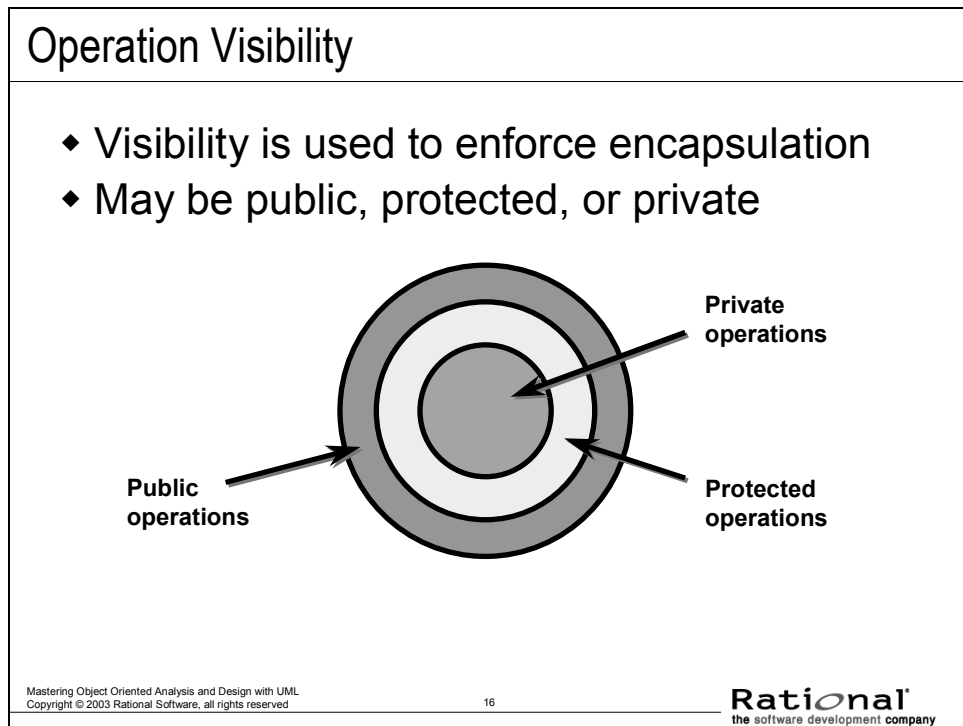 Operation Visibility
◆ Visibility is used to enforce encapsulation
◆ May be public, protected, or private
Private
operations
Public
operations
Protected
operations
Mastering Object Oriented Analysis and Design with UML
Copyright © 2003 Rational Software, all rights reserved
16
Rational
the software development company